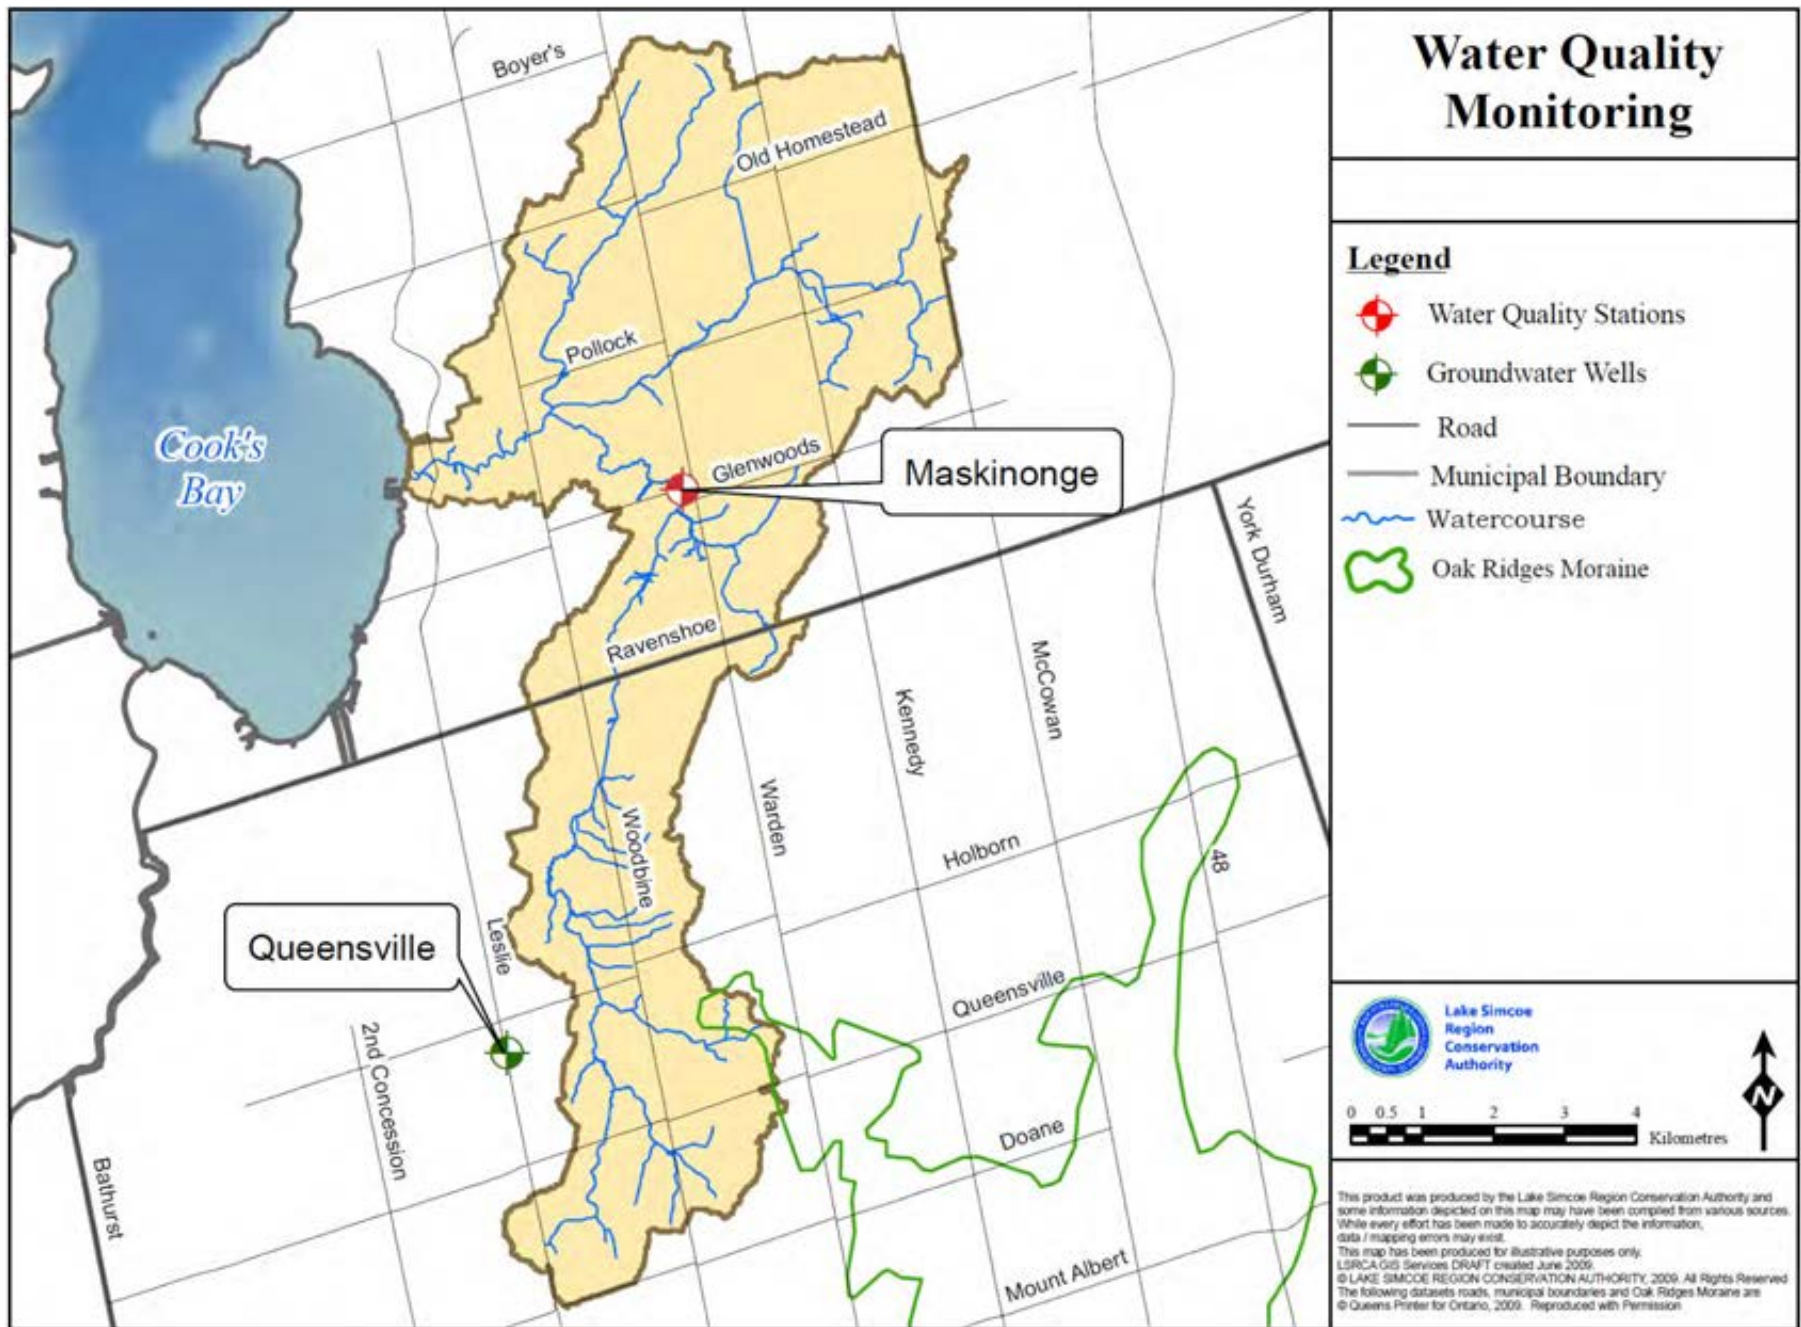 Water Quality
Monitoring
Legend
Water Quality Stations
Groundwater Wells
Road
Municipal Boundary
Watercourse
Oak Ridges Moraine
Boyer's
Old Homestead
Pollock
Cook's
Bay
Glenwoods
Maskinonge
York Durham
Ravenshoe
McCowan
Kennedy
Warden
Woodbine
Holborn
48
Leslie
Queensville
Queensville
2nd Concession
Doane
Bathurst
Mount Albert
Lake Simcoe
Region
Conservation
Authority
N
0 0.5 1 2 3 4
Kilometres
This product was produced by the Lake Simcoe Region Conservation Authority and
some information depicted on this map may have been compiled from various sources.
While every effort has been made to accurately depict the information,
data / mapping errors may exist.
This map has been produced for illustrative purposes only.
LSRCA GIS Services DRAFT created June 2009.
© LAKE SIMCOE REGION CONSERVATION AUTHORITY, 2009. All Rights Reserved
The following datasets roads, municipal boundaries and Oak Ridges Moraine are
© Queens Printer for Ontario, 2009. Reproduced with Permission